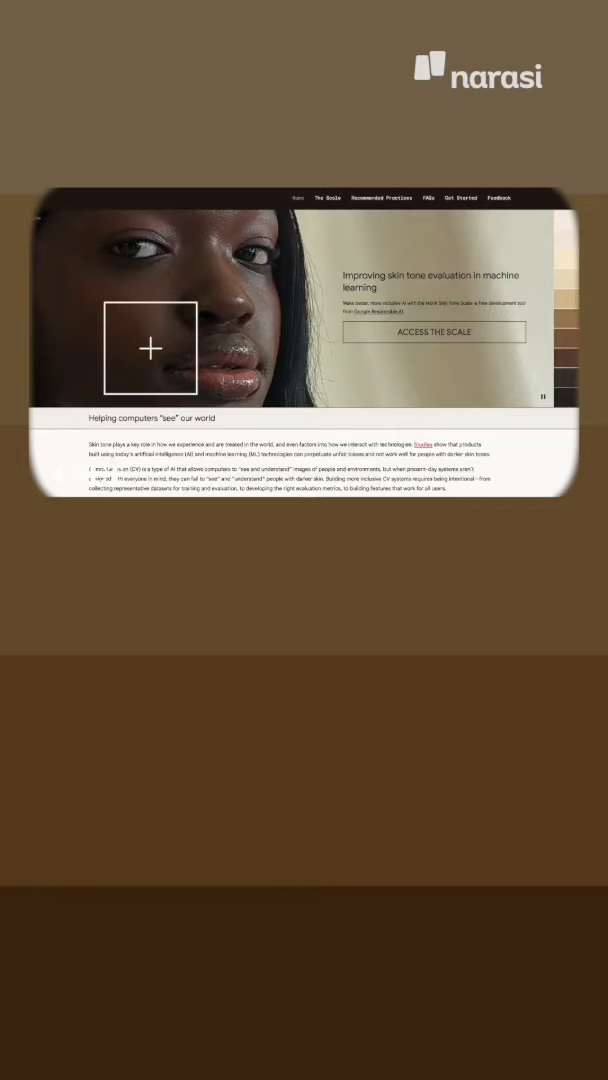 narasi
Home The Scale Recommended Practices FAQs Get Started Feedback
Improving skin tone evaluation in machine
learning
Make better, more inclusive AI with the Monk Skin Tone Scale-a free development tool
from Google Responsible AI.
ACCESS THE SCALE
Helping computers “see” our world
Skin tone plays a key role in how we experience and are treated in the world, and even factors into how we interact with technologies. Studies show that products
built using today’s artificial intelligence (AI) and machine learning (ML) technologies can perpetuate unfair biases and not work well for people with darker skin tones.
(CV) is a type of AI that allows computers to “see and understand” images of people and environments, but when present-day systems aren’t
everyone in mind, they can fail to “see” and “understand” people with darker skin. Building more inclusive CV systems requires being intentional—from
collecting representative datasets for training and evaluation, to developing the right evaluation metrics, to building features that work for all users.